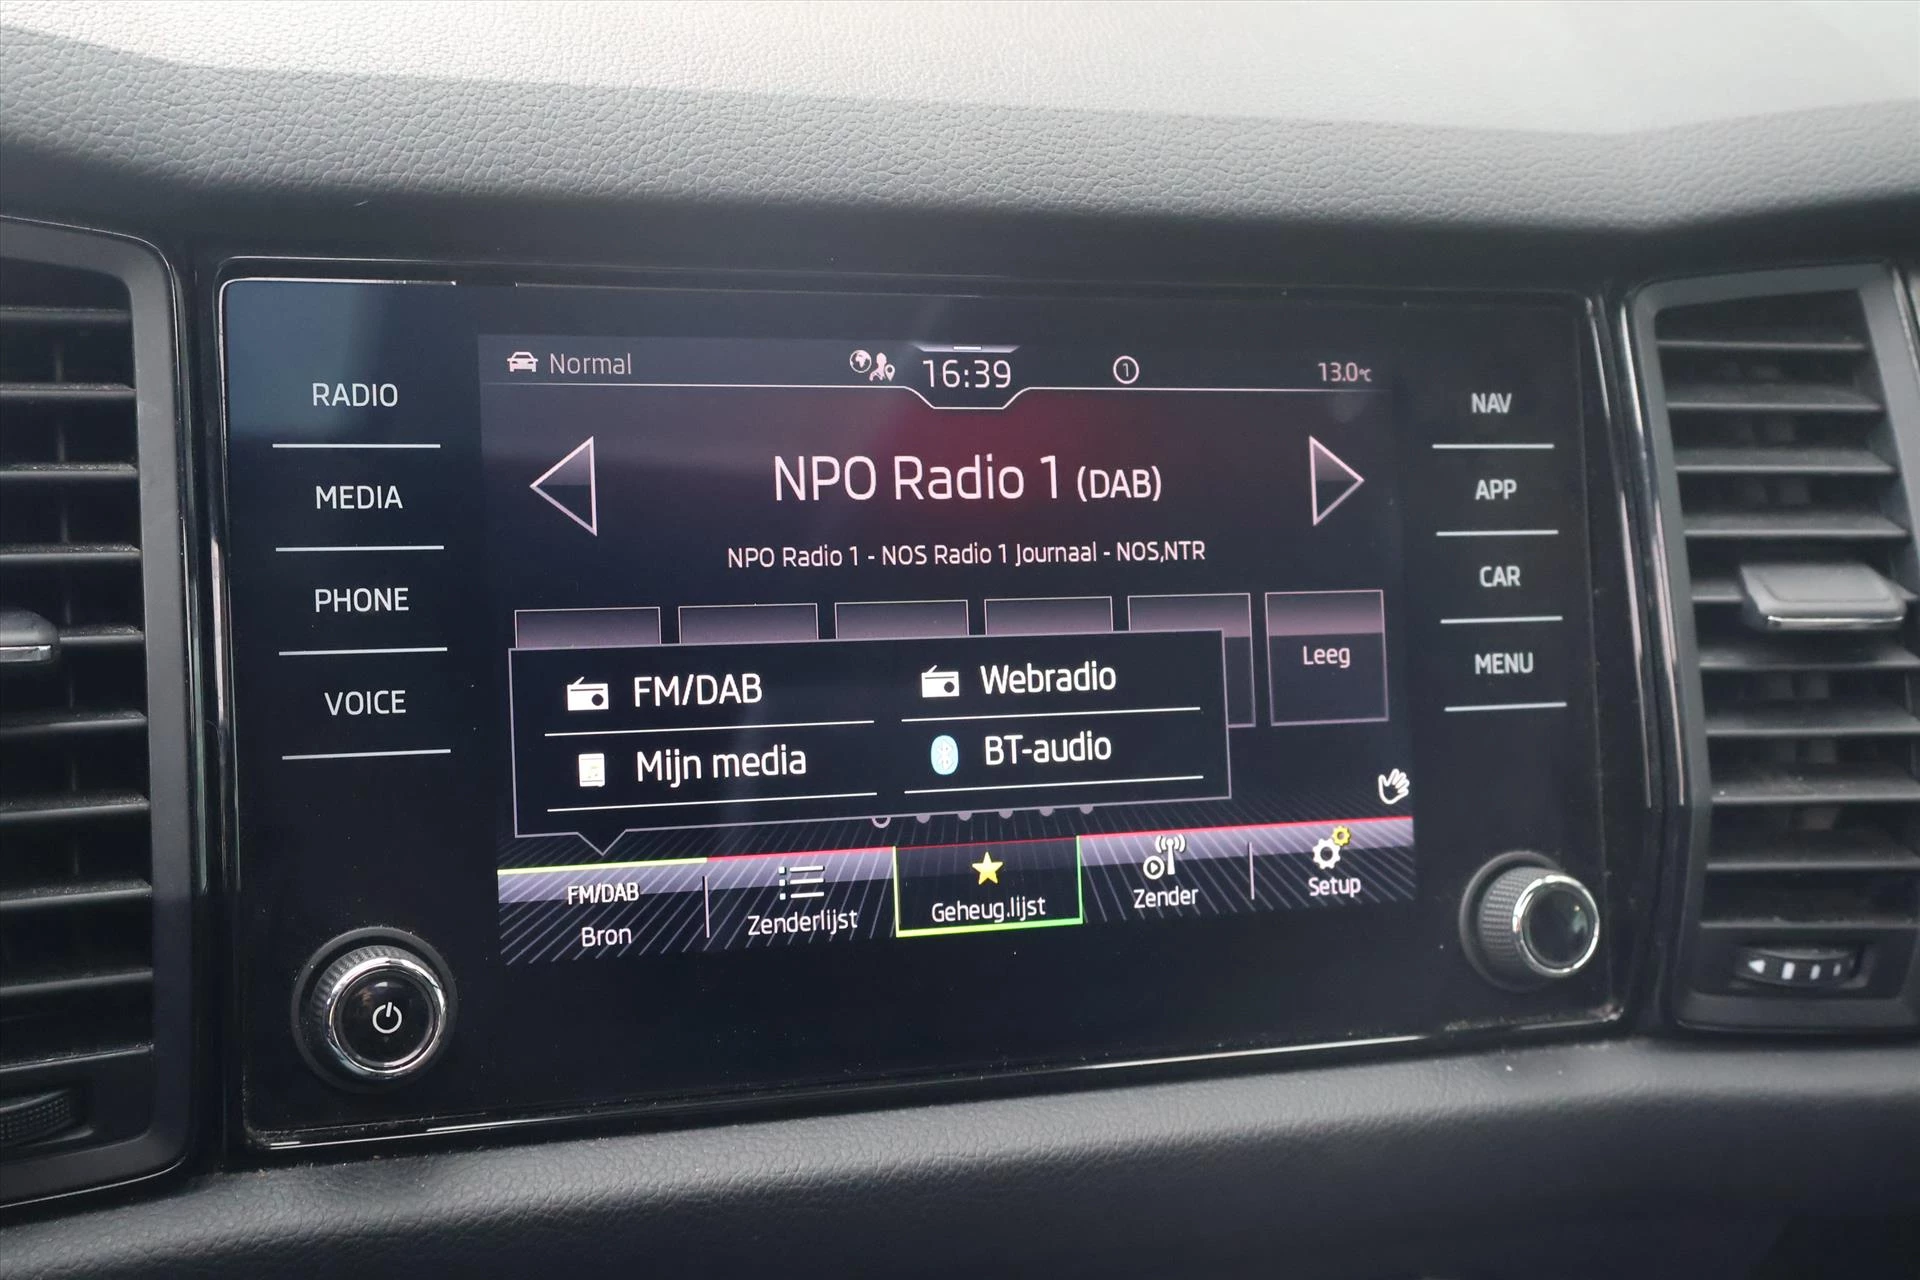 RADIO
MEDIA
PHONE
VOICE
Normal
16:39
1
13.0°C
NPO Radio 1 (DAB)
NPO Radio 1 - NOS Radio 1 Journaal - NOS,NTR
Leeg
FM/DAB
Webradio
Mijn media
BT-audio
FM/DAB
Bron
Zenderlijst
Geheug.lijst
Zender
Setup
NAV
APP
CAR
MENU